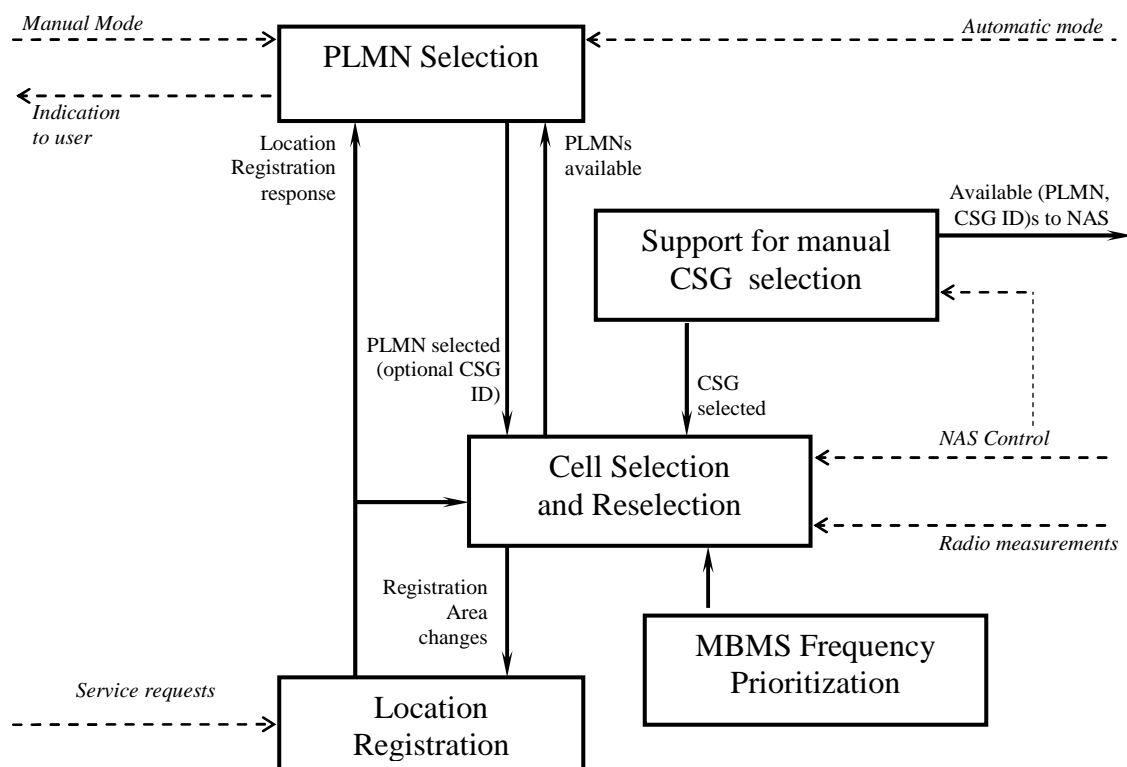 Manual Mode
Automatic mode
PLMN Selection
Indication
to user
Location
Registration
response
PLMNs
available
Available (PLMN,
CSG ID)s to NAS
Support for manual
CSG selection
PLMN selected
(optional CSG
ID)
CSG
selected
NAS Control
Cell Selection
and Reselection
Radio measurements
Registration
Area
changes
MBMS Frequency
Prioritization
Service requests
Location
Registration